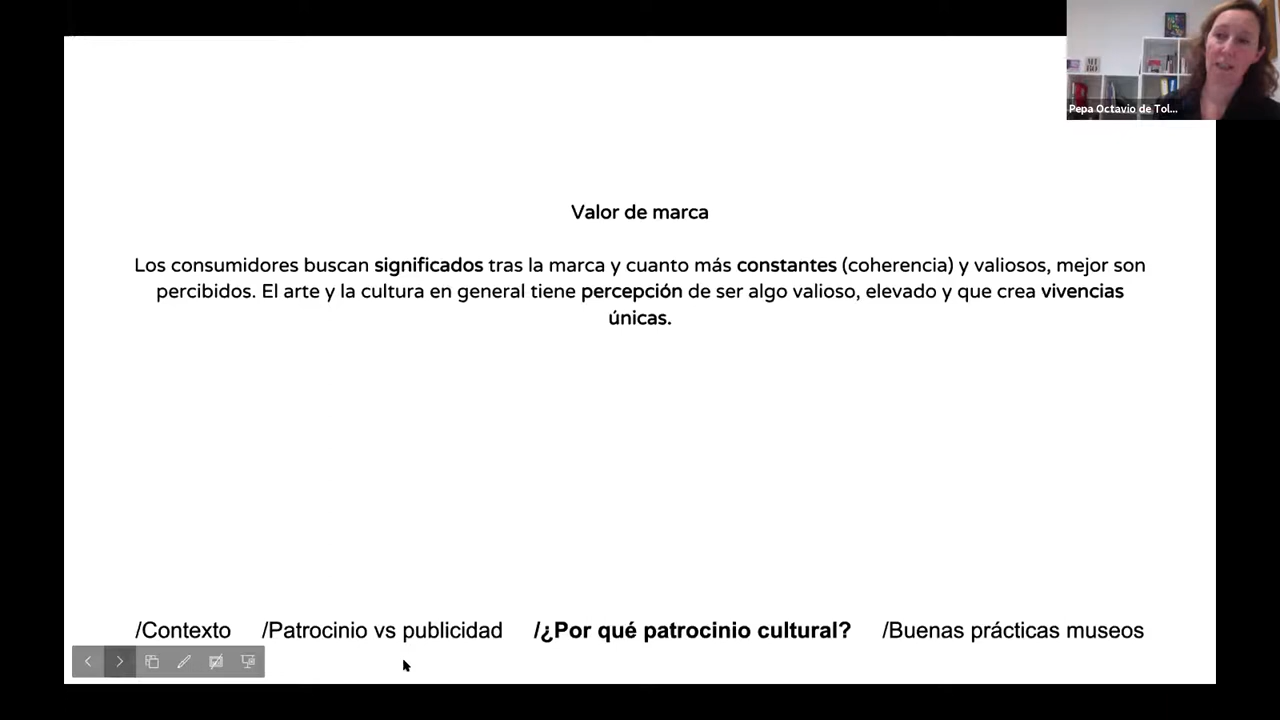 Pepa Octavio de Tol...
Valor de marca
Los consumidores buscan significados tras la marca y cuanto más constantes (coherencia) y valiosos, mejor son
percibidos. El arte y la cultura en general tiene percepción de ser algo valioso, elevado y que crea vivencias
únicas.
/Contexto /Patrocinio vs publicidad /¿Por qué patrocinio cultural? /Buenas prácticas museos